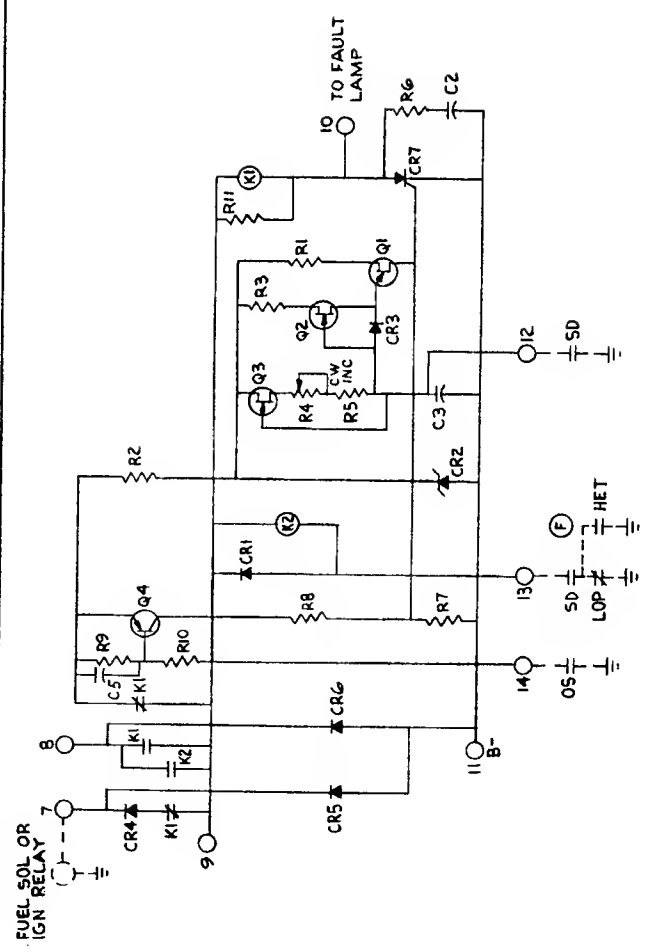 FUEL SOL OR
IGN RELAY
7
8
9
CR4
K1
K2
K1
K1
C5
R9
R10
Q4
R2
CR6
CR5
CR1
K2
R8
R7
CR2
Q3
R4
CW
INC
R5
C3
Q2
R3
CR3
R1
Q1
R11
K1
10
TO FAULT
LAMP
CR7
R6
C2
11
B-
14
OS
13
SD
LOP
F
HET
12
SD